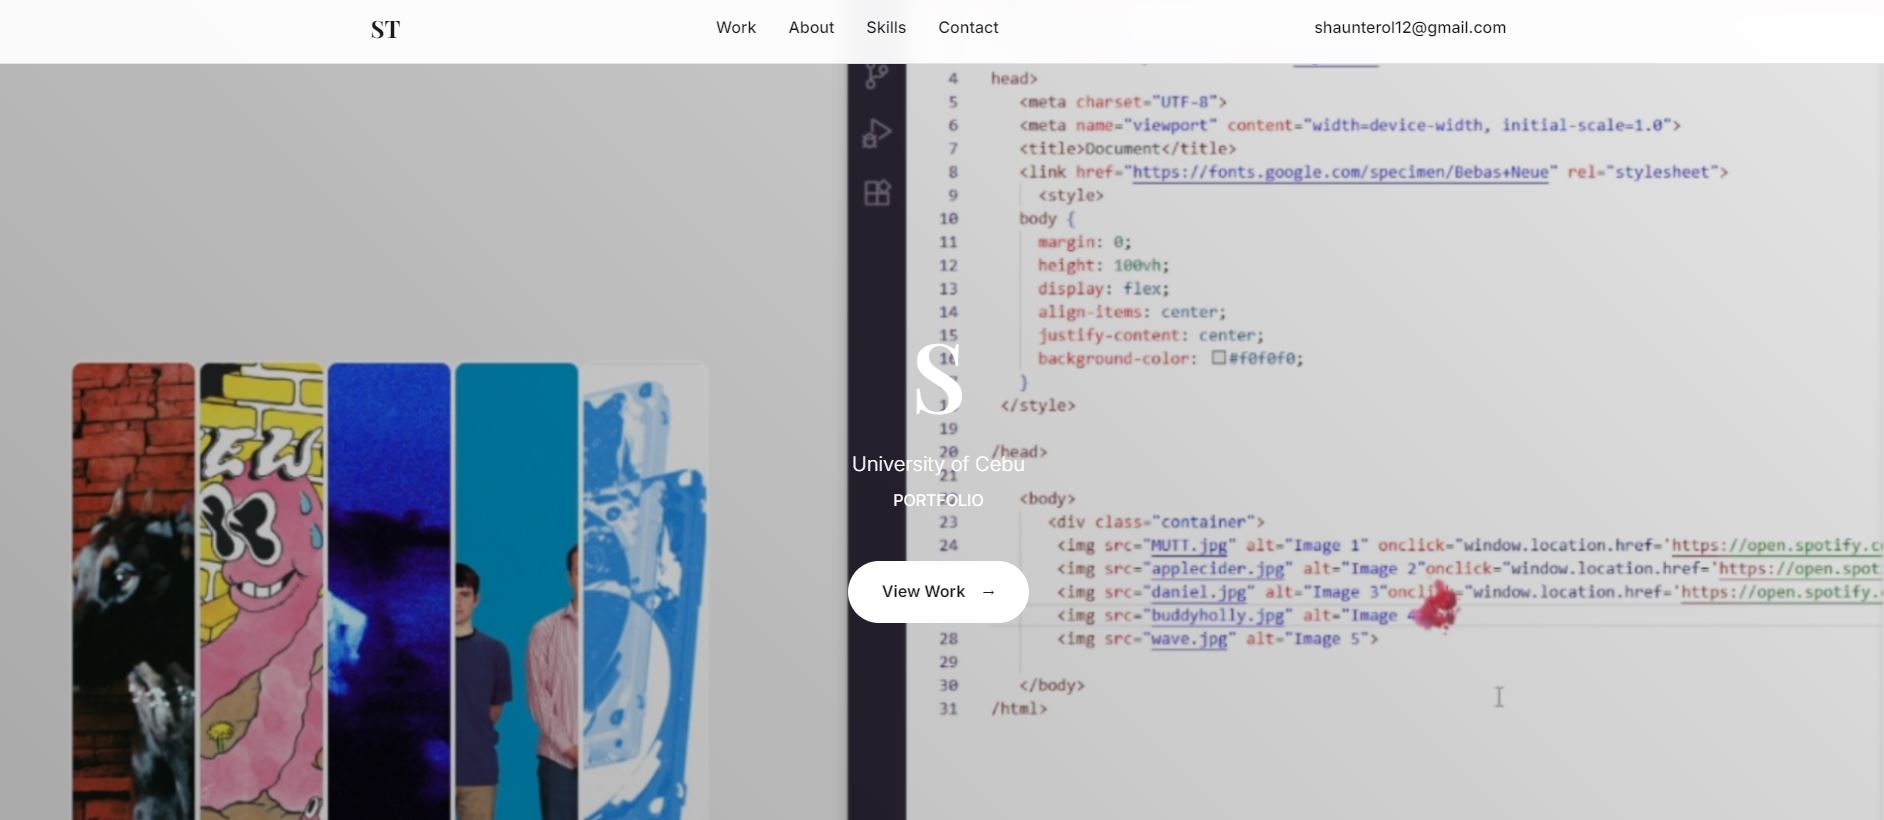 ST
Work
About
Skills
Contact
shaunterol12@gmail.com
4 head>
5 <meta charset="UTF-8">
6 <meta name="viewport" content="width=device-width, initial-scale=1.0">
7 <title>Document</title>
8 <link href="https://fonts.google.com/specimen/Bebas+Neue" rel="stylesheet">
9 <style>
10 body {
11 margin: 0;
12 height: 100vh;
13 display: flex;
14 align-items: center;
15 justify-content: center;
16 background-color: #f0f0f0;
}
</style>
19
20 /head>
21
<body>
23 <div class="container">
24 <img src="MUTT.jpg" alt="Image 1" onclick="window.location.href='https://open.spotify.c
<img src="applecider.jpg" alt="Image 2"onclick="window.location.href='https://open.spot
<img src="daniel.jpg" alt="Image 3"oncli ="window.location.href='https://open.spotify.
<img src="buddyholly.jpg" alt="Image
28 <img src="wave.jpg" alt="Image 5">
29
30 </body>
31 /html>
S
University of Cebu
PORTFOLIO
View Work →
EW